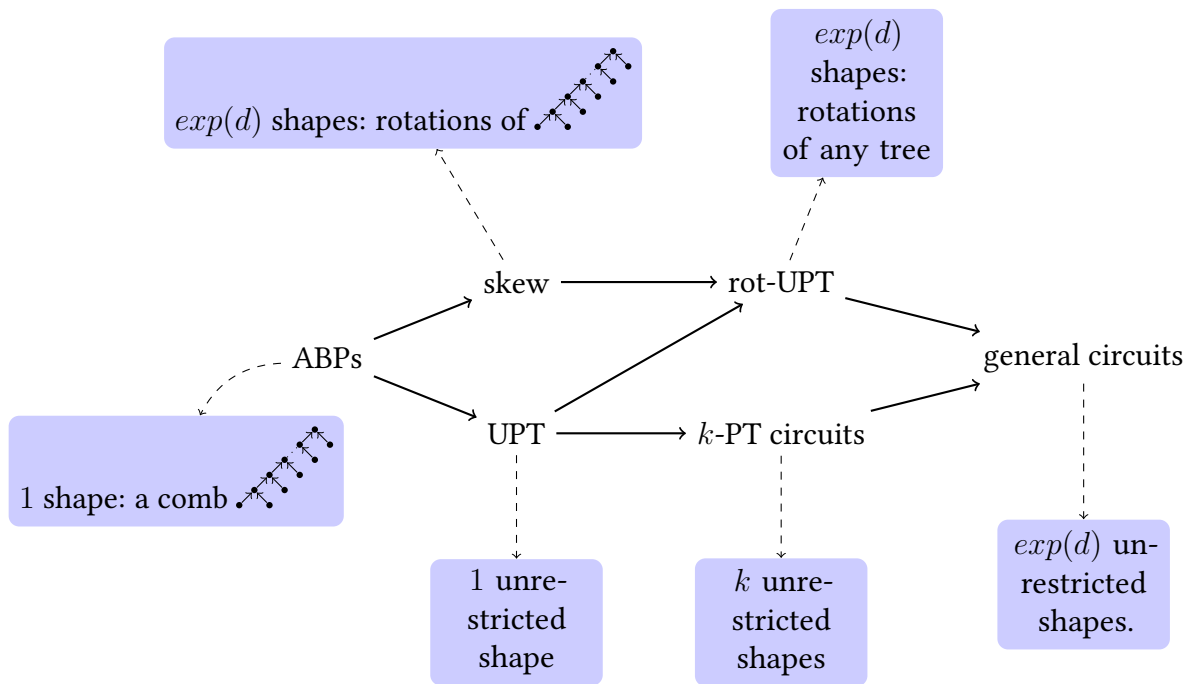 exp(d)
shapes:
rotations
of any tree
exp(d) shapes: rotations of
skew
rot-UPT
ABPs
general circuits
UPT
k-PT circuits
1 shape: a comb
1 unre-
stricted
shape
k unre-
stricted
shapes
exp(d) un-
restricted
shapes.